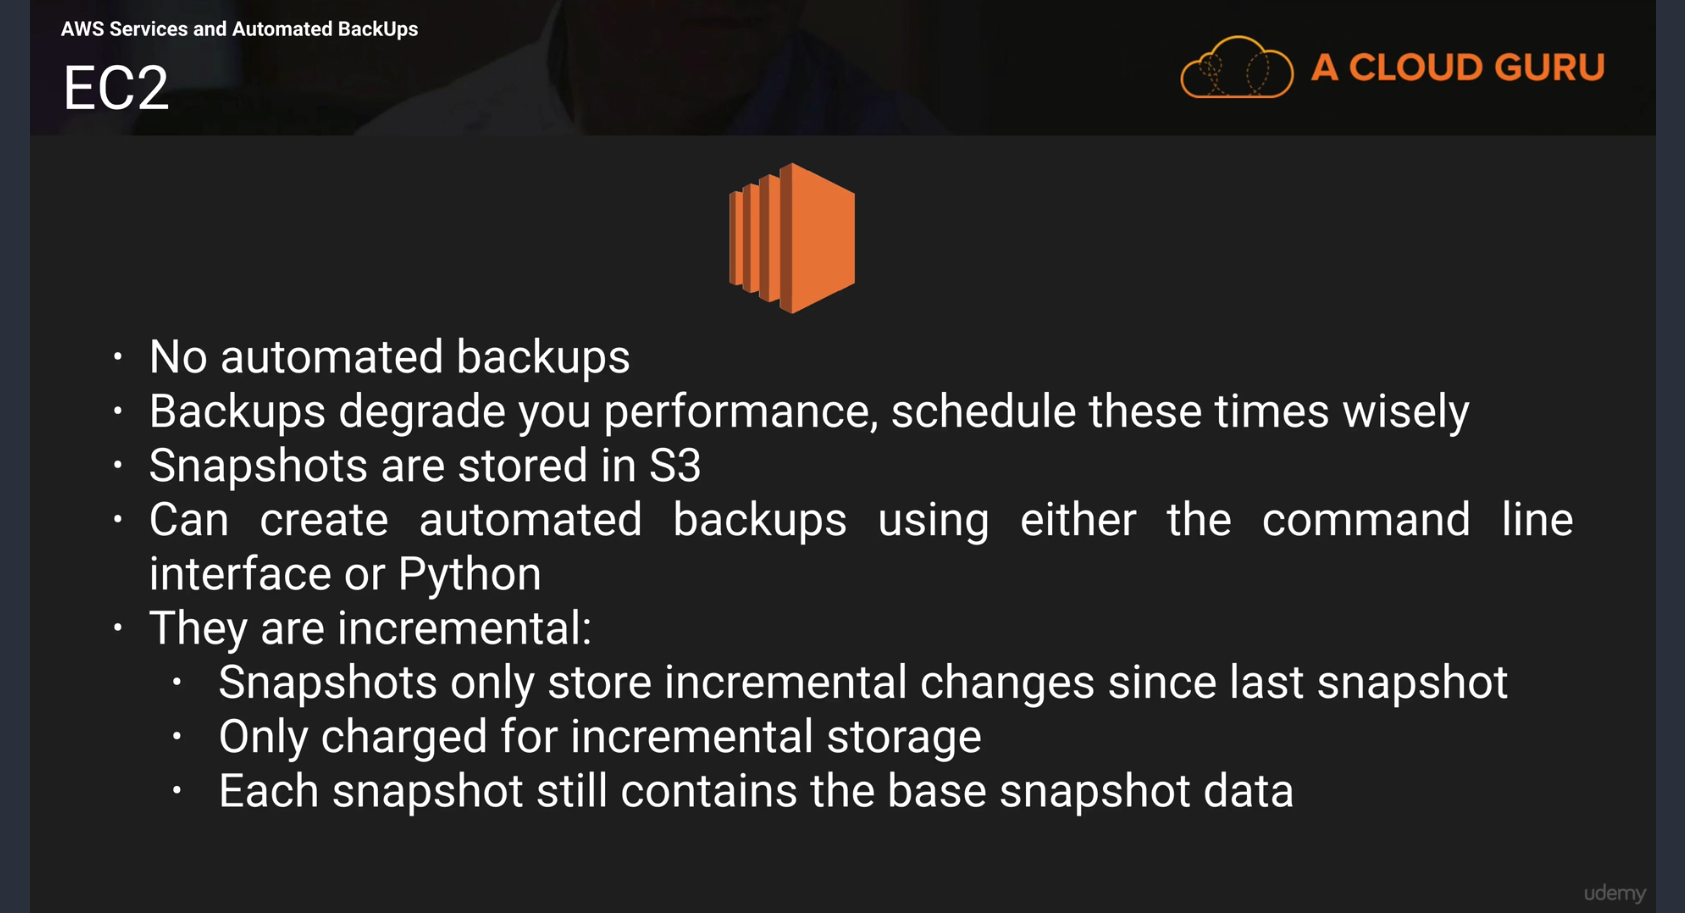 AWS Services and Automated BackUps
EC2
A CLOUD GURU
• No automated backups
• Backups degrade you performance, schedule these times wisely
• Snapshots are stored in S3
• Can create automated backups using either the command line
interface or Python
• They are incremental:
• Snapshots only store incremental changes since last snapshot
• Only charged for incremental storage
• Each snapshot still contains the base snapshot data
udemy